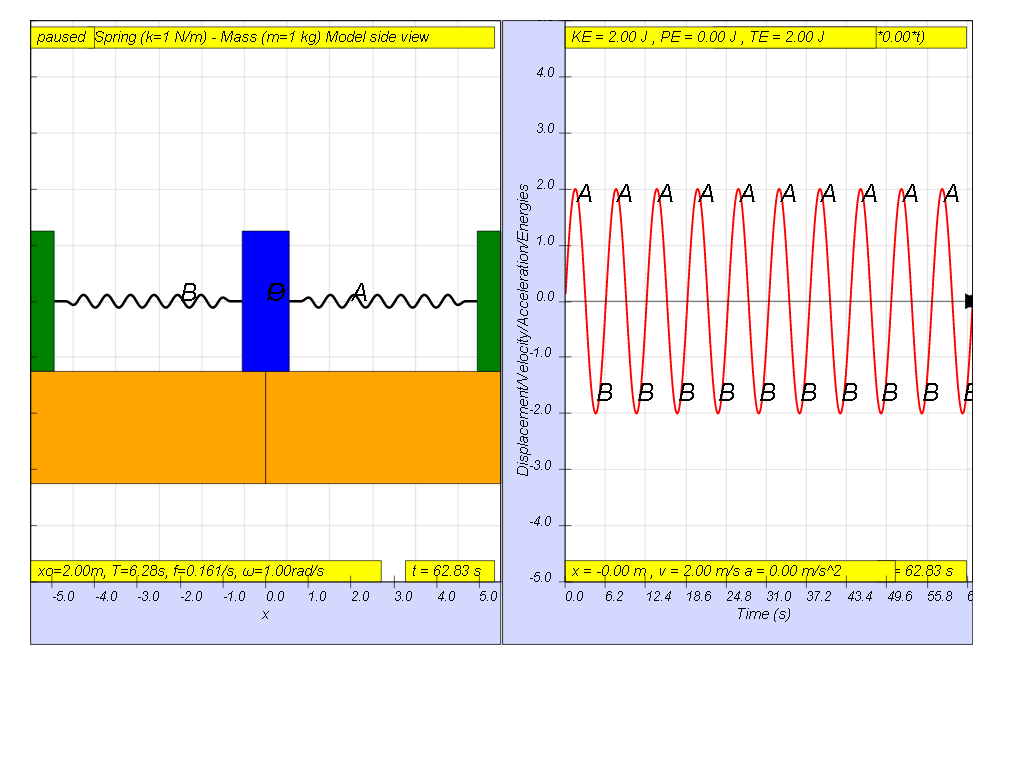 paused Spring (k=1 N/m) - Mass (m=1 kg) Model side view
B A
xo=2.00m, T=6.28s, f=0.161/s, ω=1.00rad/s t = 62.83 s
-5.0 -4.0 -3.0 -2.0 -1.0 0.0 1.0 2.0 3.0 4.0 5.0
x
KE = 2.00 J , PE = 0.00 J , TE = 2.00 J *0.00*t)
Displacement/Velocity/Acceleration/Energies
4.0
3.0
2.0
1.0
0.0
-1.0
-2.0
-3.0
-4.0
-5.0
A A A A A A A A A A
B B B B B B B B B B
x = -0.00 m , v = 2.00 m/s a = 0.00 m/s^2 = 62.83 s
0.0 6.2 12.4 18.6 24.8 31.0 37.2 43.4 49.6 55.8 6
Time (s)